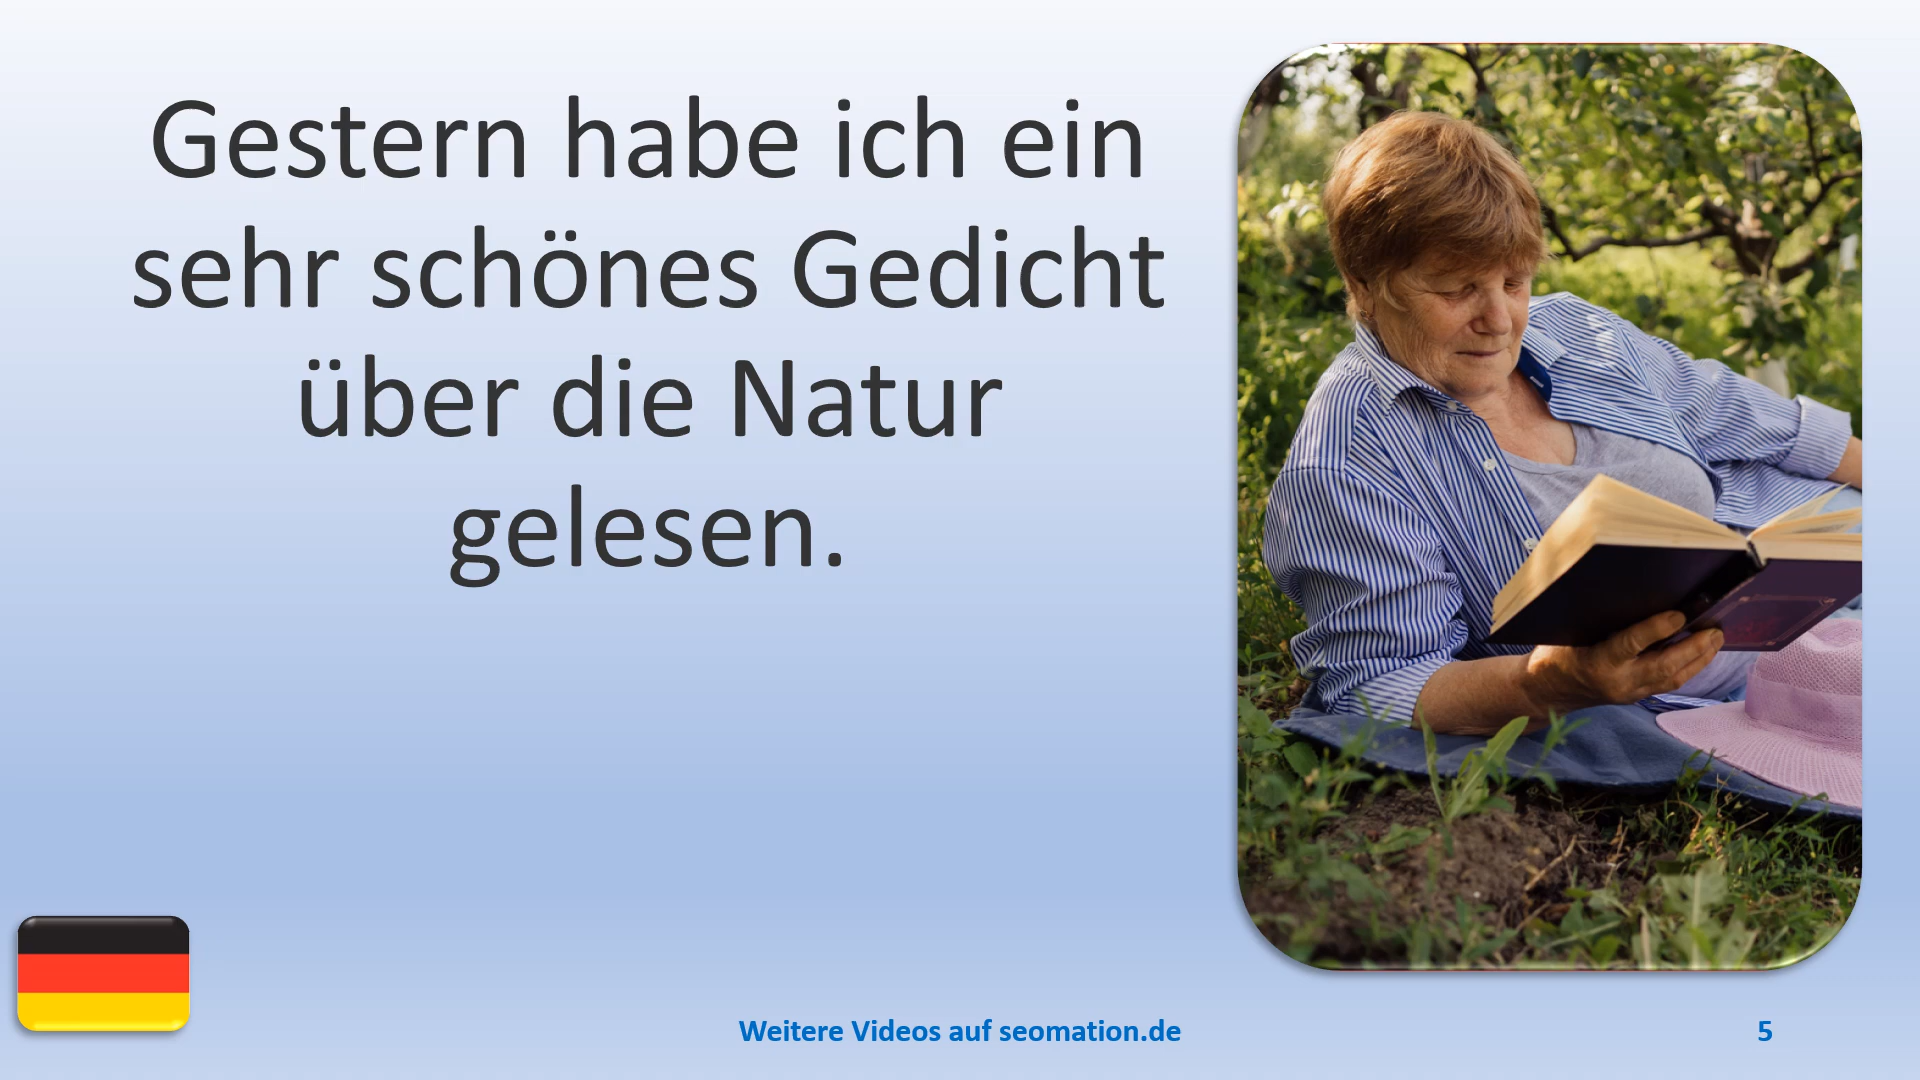 Gestern habe ich ein
sehr schönes Gedicht
über die Natur
gelesen.
Weitere Videos auf seomation.de
5